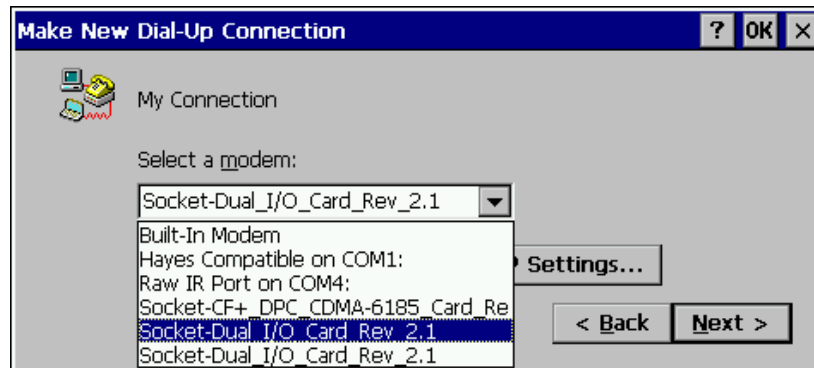 Make New Dial-Up Connection ? OK ×
My Connection
Select a modem:
Socket-Dual_I/O_Card_Rev_2.1
Built-In Modem
Hayes Compatible on COM1:
Raw IR Port on COM4:
Settings...
Socket-CF+_DPC_CDMA-6185_Card_Re
Socket-Dual_I/O_Card_Rev_2.1
Socket-Dual_I/O_Card_Rev_2.1
< Back Next >